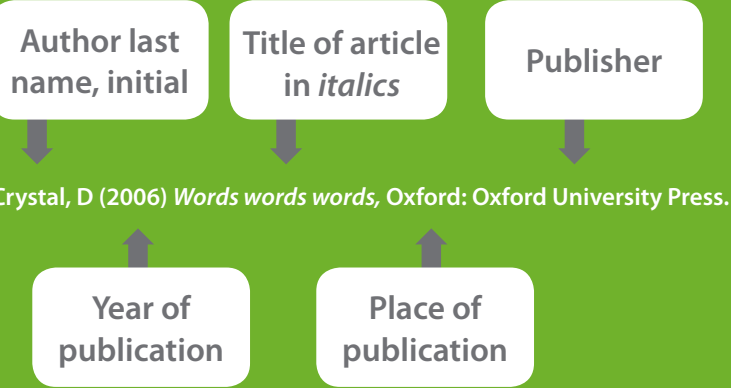 Author last
name, initial
Title of article
in italics
Publisher
Crystal, D (2006) Words words words, Oxford: Oxford University Press.
Year of
publication
Place of
publication